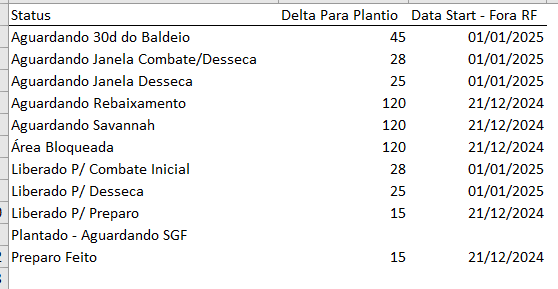 Status Delta Para Plantio Data Start - Fora RF
Aguardando 30d do Baldeio 45 01/01/2025
Aguardando Janela Combate/Desseca 28 01/01/2025
Aguardando Janela Desseca 25 01/01/2025
Aguardando Rebaixamento 120 21/12/2024
Aguardando Savannah 120 21/12/2024
Área Bloqueada 120 21/12/2024
Liberado P/ Combate Inicial 28 01/01/2025
Liberado P/ Desseca 25 01/01/2025
Liberado P/ Preparo 15 21/12/2024
Plantado - Aguardando SGF
Preparo Feito 15 21/12/2024